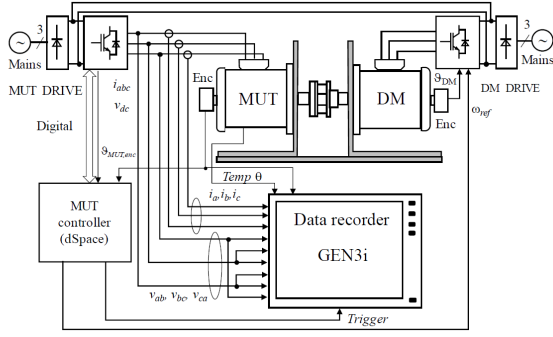 3
Mains
MUT DRIVE
i_abc
v_dc
Digital
ϑ_MUT,enc
Enc
MUT
DM
ϑ_DM
Enc
ω_ref
3
Mains
DM DRIVE
Temp θ
MUT
controller
(dSpace)
i_a,i_b,i_c
Data recorder
GEN3i
v_ab, v_bc, v_ca
Trigger